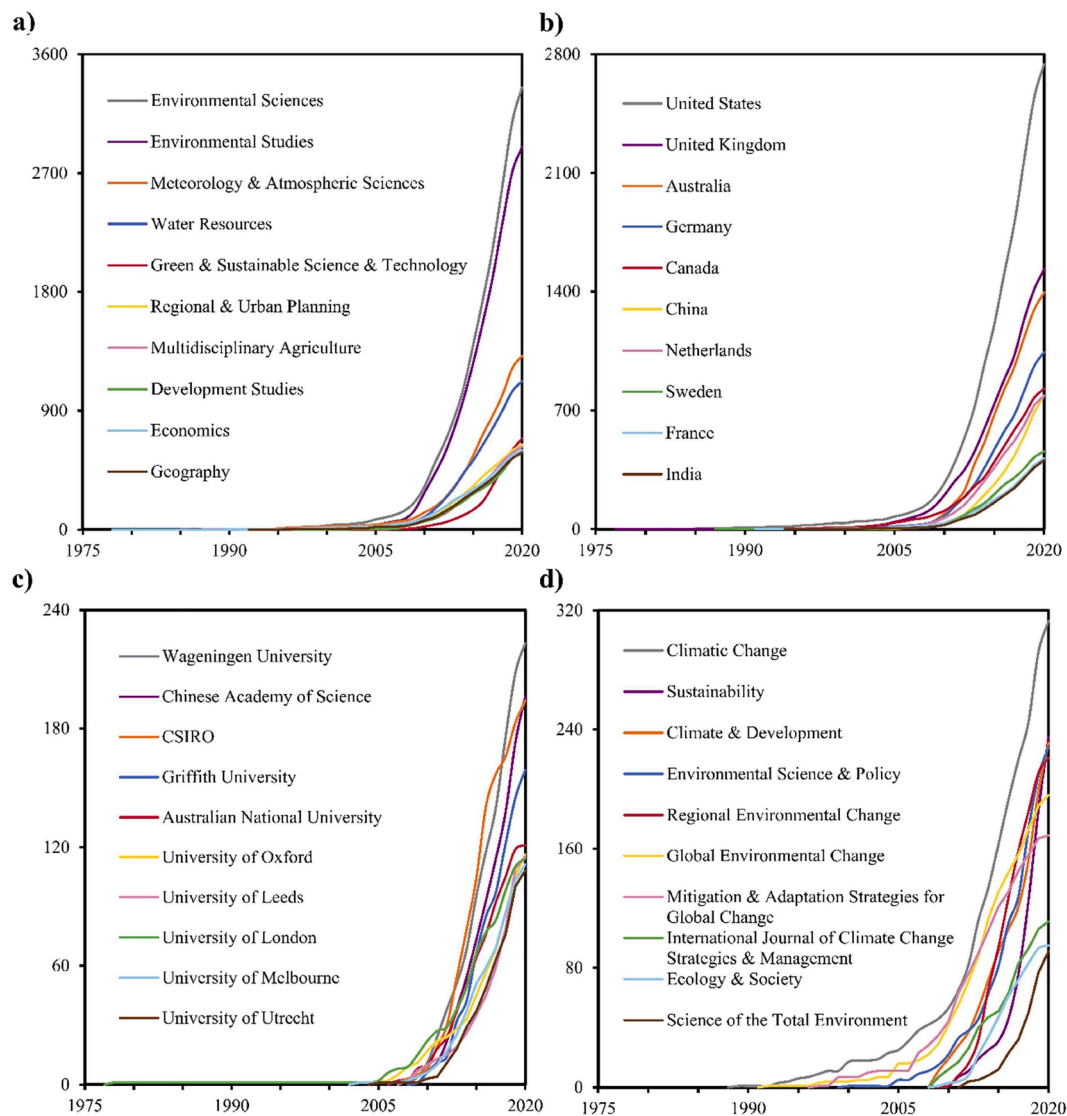 a)
3600
2700
1800
900
0
1975
1990
2005
2020
Environmental Sciences
Environmental Studies
Meteorology & Atmospheric Sciences
Water Resources
Green & Sustainable Science & Technology
Regional & Urban Planning
Multidisciplinary Agriculture
Development Studies
Economics
Geography
b)
2800
2100
1400
700
0
1975
1990
2005
2020
United States
United Kingdom
Australia
Germany
Canada
China
Netherlands
Sweden
France
India
c)
240
180
120
60
0
1975
1990
2005
2020
Wageningen University
Chinese Academy of Science
CSIRO
Griffith University
Australian National University
University of Oxford
University of Leeds
University of London
University of Melbourne
University of Utrecht
d)
320
240
160
80
0
1975
1990
2005
2020
Climatic Change
Sustainability
Climate & Development
Environmental Science & Policy
Regional Environmental Change
Global Environmental Change
Mitigation & Adaptation Strategies for
Global Change
International Journal of Climate Change
Strategies & Management
Ecology & Society
Science of the Total Environment